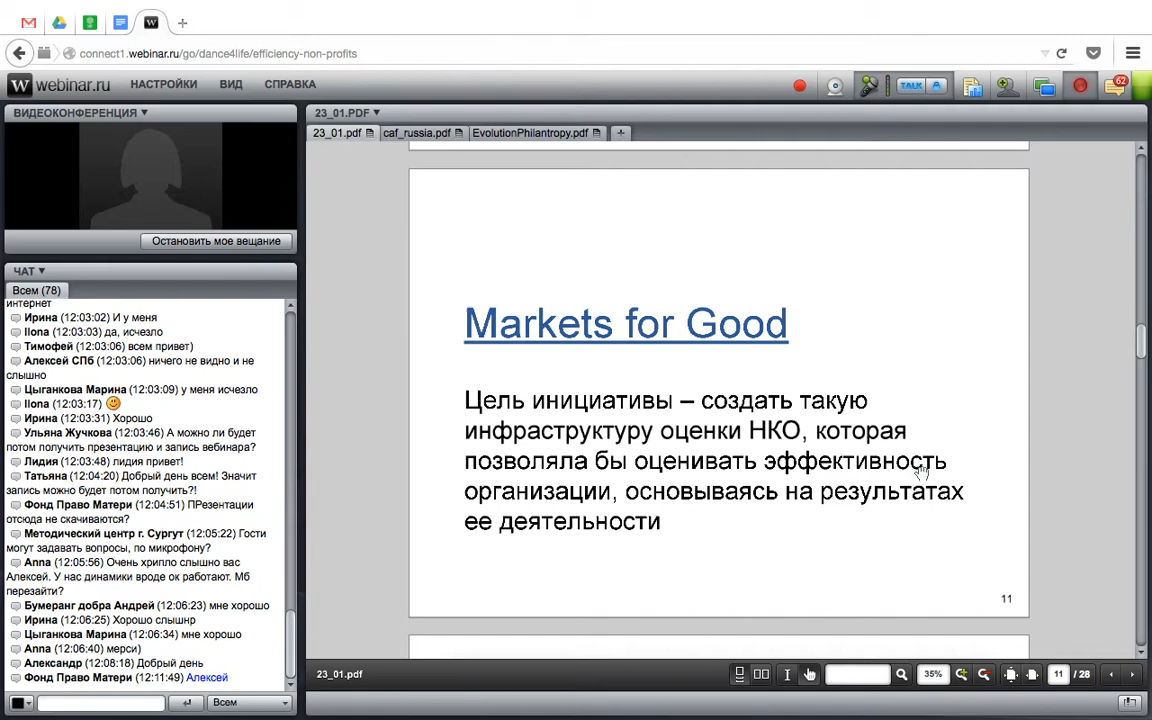 connect1.webinar.ru/go/dance4life/efficiency-non-profits
webinar.ru
НАСТРОЙКИ
ВИД
СПРАВКА
TALK
62
ВИДЕОКОНФЕРЕНЦИЯ
Остановить мое вещание
ЧАТ
Всем (78)
интернет
Ирина (12:03:02) И у меня
Ilona (12:03:03) да, исчезло
Тимофей (12:03:06) всем привет)
Алексей СПб (12:03:06) ничего не видно и не
слышно
Цыганкова Марина (12:03:09) у меня исчезло
Ilona (12:03:17)
Ирина (12:03:31) Хорошо
Ульяна Жучкова (12:03:46) А можно ли будет
потом получить презентацию и запись вебинара?
Лидия (12:03:48) лидия привет!
Татьяна (12:04:20) Добрый день всем! Значит
запись можно будет потом получить?!
Фонд Право Матери (12:04:51) ПРезентации
отсюда не скачиваются?
Методический центр г. Сургут (12:05:22) Гости
могут задавать вопросы, по микрофону?
Anna (12:05:56) Очень хрипло слышно вас
Алексей. У нас динамики вроде ок работают. Мб
перезайти?
Бумеранг добра Андрей (12:06:23) мне хорошо
Ирина (12:06:25) Хорошо слышнр
Цыганкова Марина (12:06:34) мне хорошо
Anna (12:06:40) мерси)
Александр (12:08:18) Добрый день
Фонд Право Матери (12:11:49) Алексей
Всем
23_01.PDF
23_01.pdf
caf_russia.pdf
EvolutionPhilantropy.pdf
Markets for Good
Цель инициативы – создать такую
инфраструктуру оценки НКО, которая
позволяла бы оценивать эффективность
организации, основываясь на результатах
ее деятельности
11
23_01.pdf
35%
11 / 28